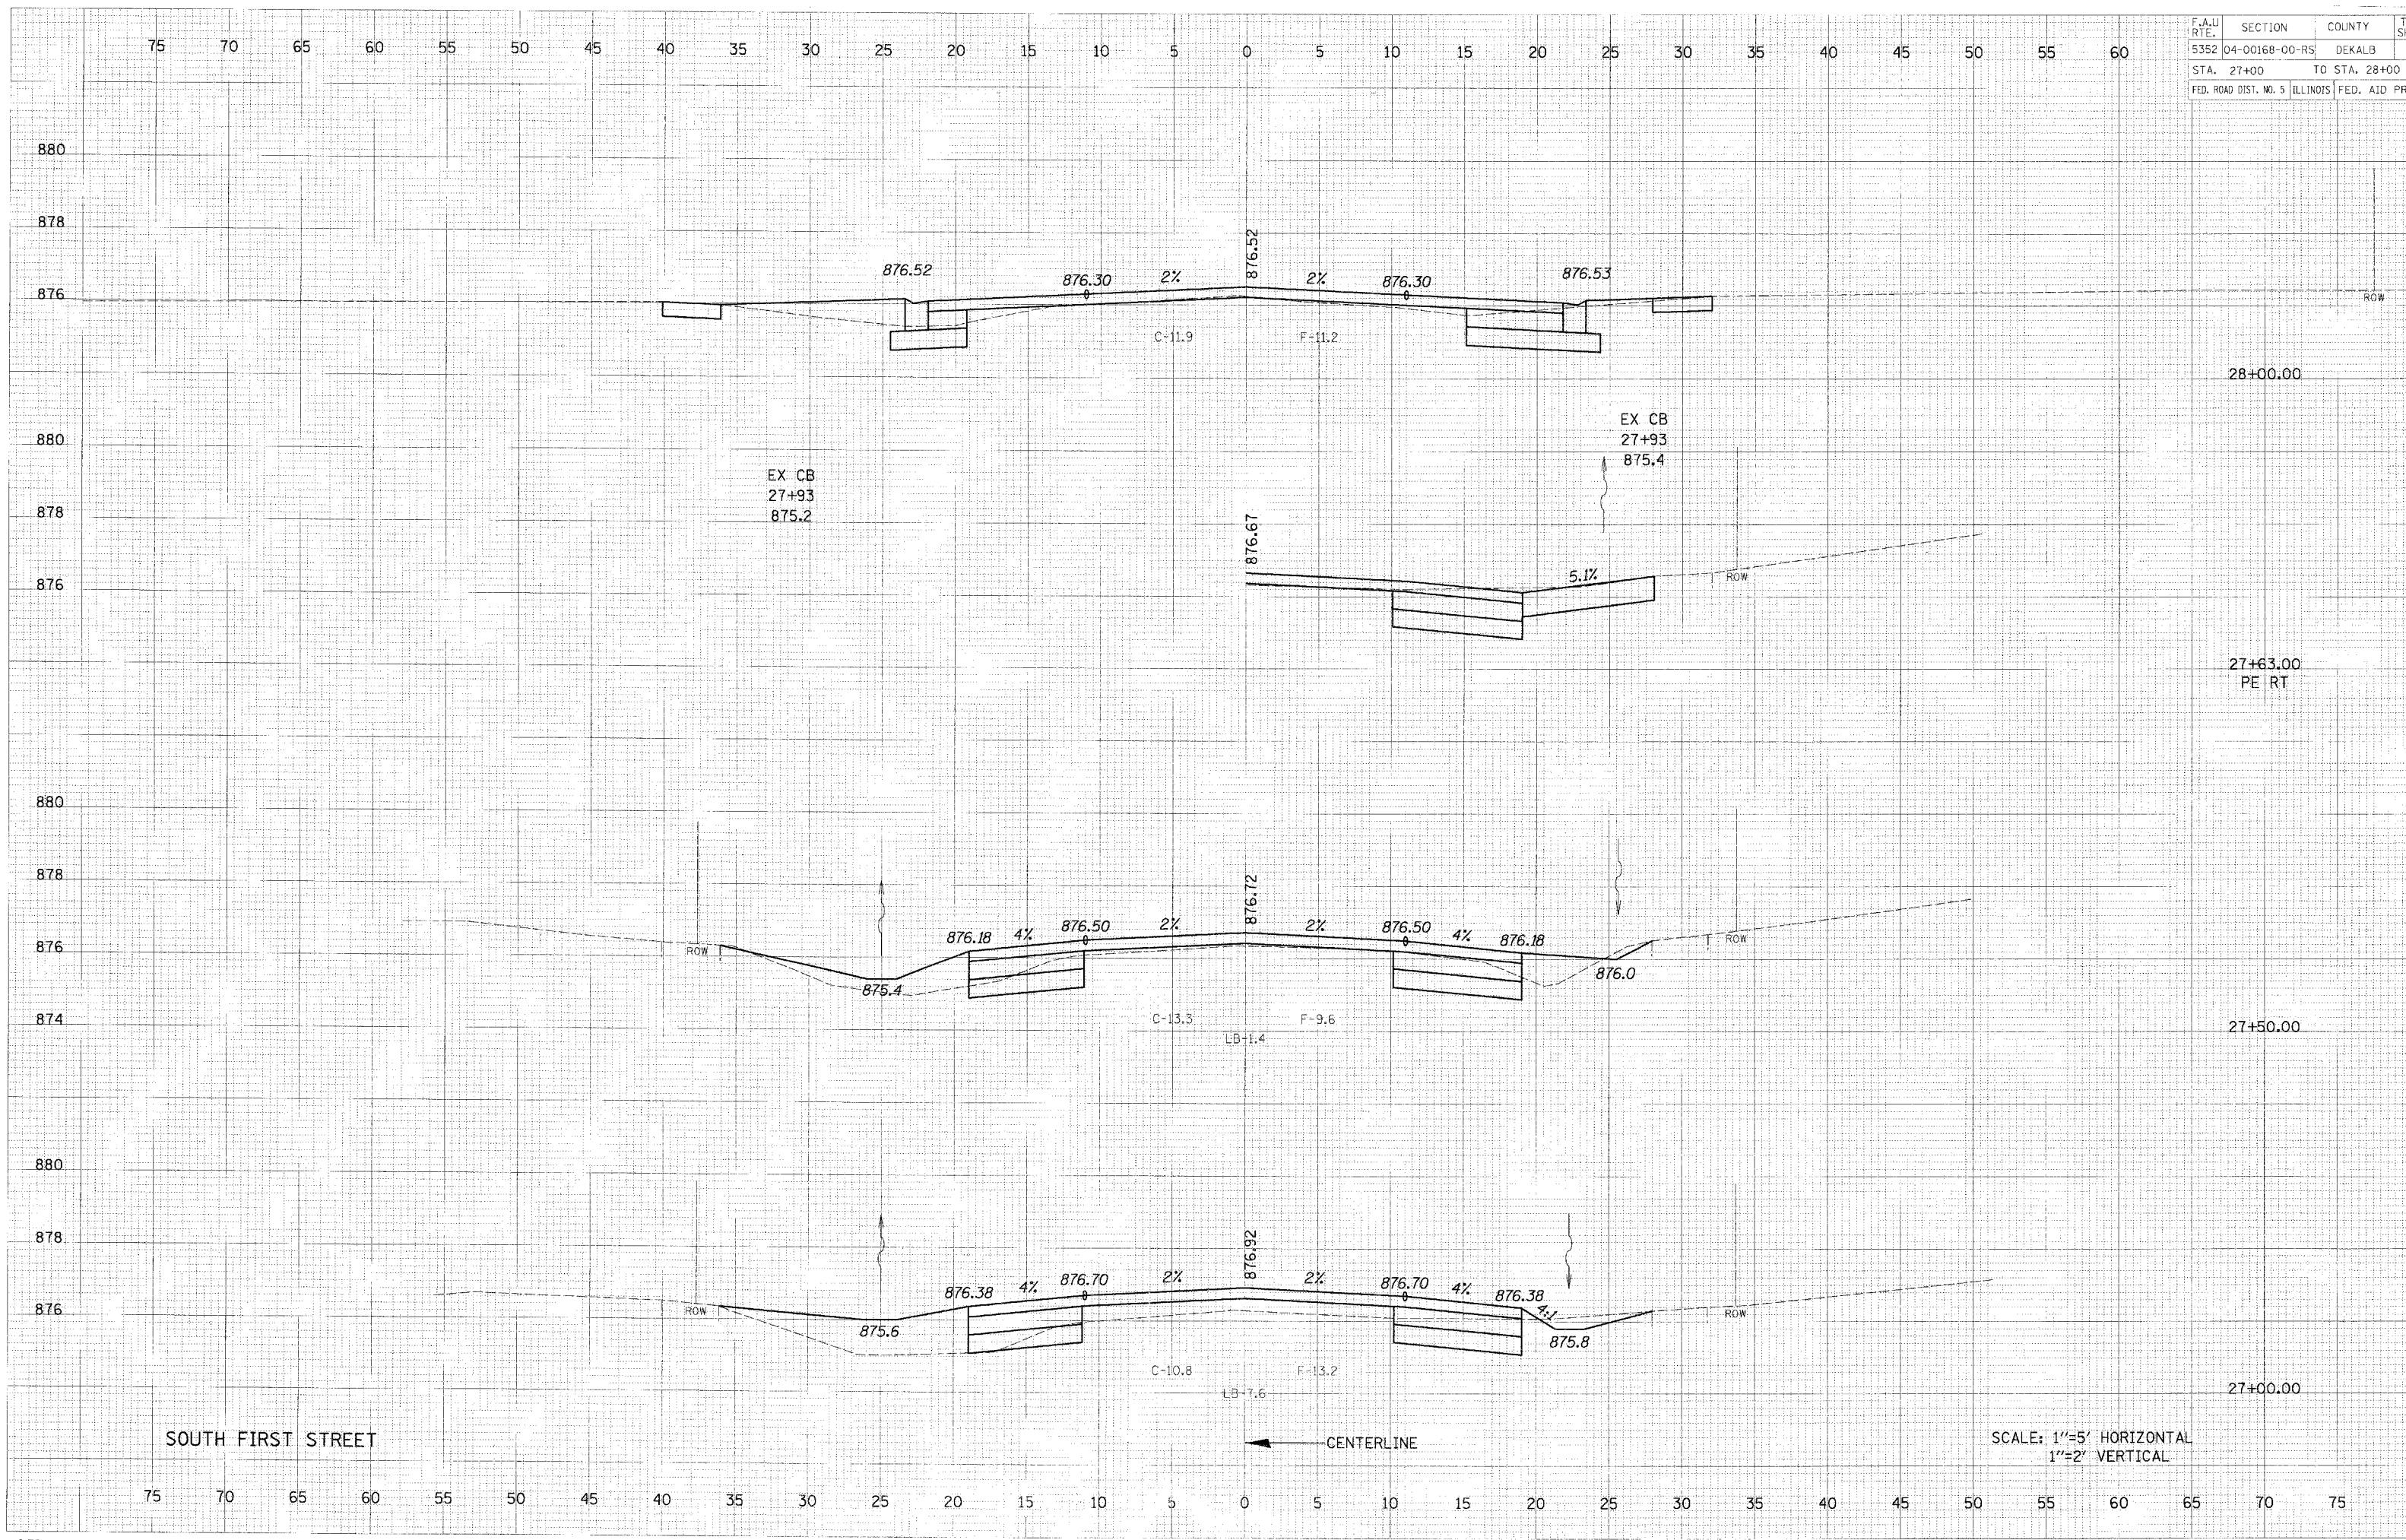 75 70 65 60 55 50 45 40 35 30 25 20 15 10 5 0 5 10 15 20 25 30 35 40 45 50 55 60
F.A.U RTE. SECTION COUNTY
5352 04-00168-00-RS DEKALB
STA. 27+00 TO STA. 28+00
FED. ROAD DIST. NO. 5 ILLINOIS FED. AID
880
878
876.52
876.52 876.30 2% 2% 876.30 876.53
876
ROW
C-11.9 F-11.2
28+00.00
EX CB
27+93
875.4
880
EX CB
27+93
875.2
878
876.67
876
5.1%
ROW
27+63.00
PE RT
880
878
876.72
876.18 4% 876.50 2% 2% 876.50 4% 876.18
876
ROW ROW
875.4 876.0
874
C-13.3 F-9.6
LB-1.4
27+50.00
880
878
876.92
876.38 4% 876.70 2% 2% 876.70 4% 876.38
876
ROW 4:1 ROW
875.6 875.8
C-10.8 F-13.2
LB-7.6
27+00.00
SOUTH FIRST STREET
CENTERLINE
SCALE: 1"=5' HORIZONTAL
1"=2' VERTICAL
75 70 65 60 55 50 45 40 35 30 25 20 15 10 5 0 5 10 15 20 25 30 35 40 45 50 55 60 65 70 75